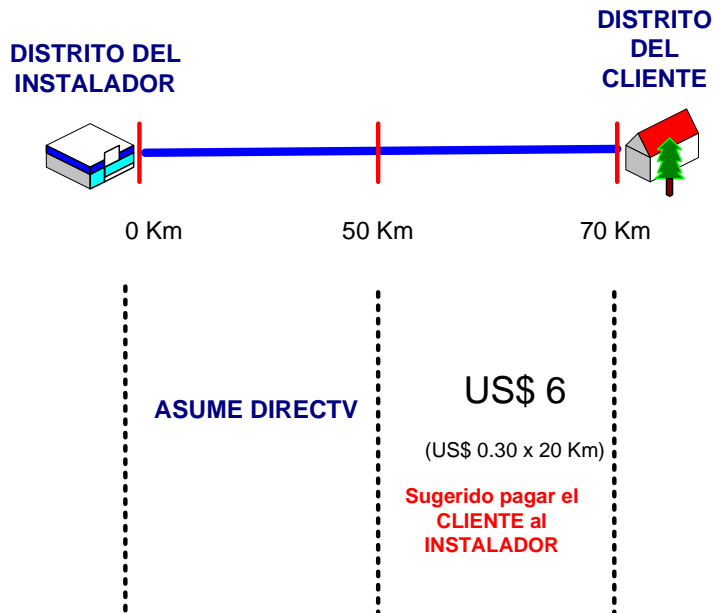 DISTRITO DEL
INSTALADOR
DISTRITO
DEL
CLIENTE
0 Km
50 Km
70 Km
ASUME DIRECTV
US$ 6
(US$ 0.30 x 20 Km)
Sugerido pagar el
CLIENTE al
INSTALADOR